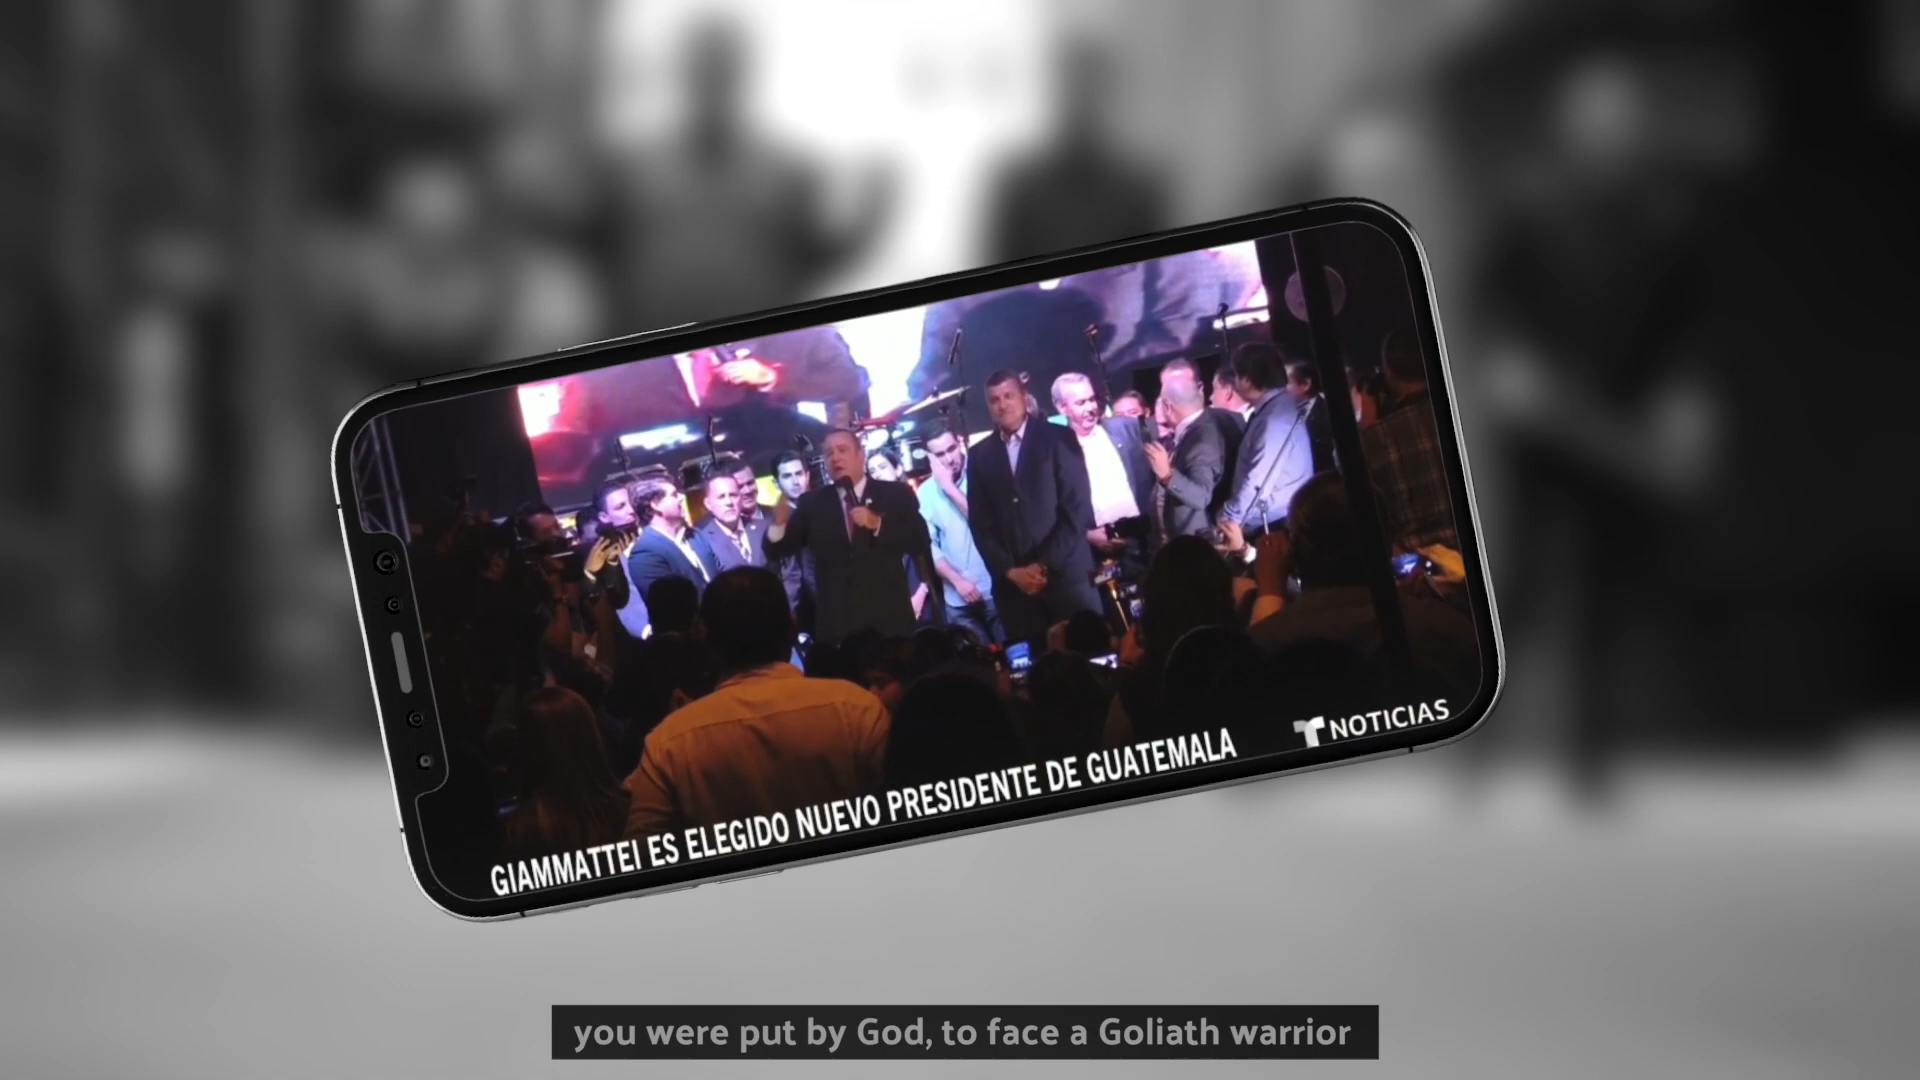 GIAMMATTEI ES ELEGIDO NUEVO PRESIDENTE DE GUATEMALA
NOTICIAS
you were put by God, to face a Goliath warrior